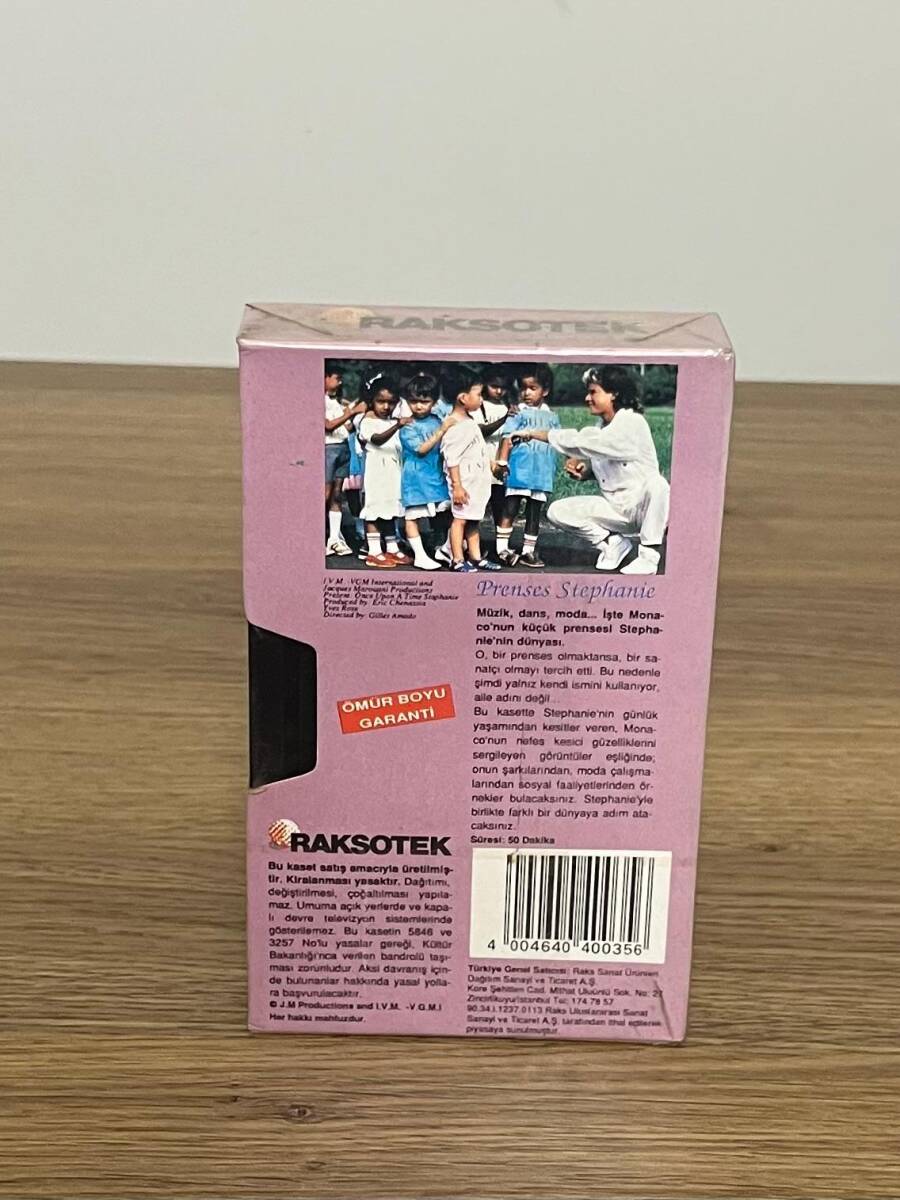 RAKSOTEK
I.V.M. -VGM International and
Jacques Marouani Productions
Present: Once Upon A Time Stephanie
Produced by: Eric Chenassia
Yves Ross
Directed by: Gilles Amado
Prenses Stephanie
Müzik, dans, moda... İşte Mona-
co'nun küçük prensesi Stepha-
nie'nin dünyası.
O, bir prenses olmaktansa, bir sa-
natçı olmayı tercih etti. Bu nedenle
şimdi yalnız kendi ismini kullanıyor,
aile adını değil...
Bu kasette Stephanie'nin günlük
yaşamından kesitler veren, Mona-
co'nun nefes kesici güzelliklerini
sergileyen görüntüler eşliğinde;
onun şarkılarından, moda çalışma-
larından sosyal faaliyetlerinden ör-
nekler bulacaksınız. Stephanie'yle
birlikte farklı bir dünyaya adım ata-
caksınız.
Süresi: 50 Dakika
ÖMÜR BOYU
GARANTİ
RAKSOTEK
Bu kaset satış amacıyla üretilmiş-
tir. Kiralanması yasaktır. Dağıtımı,
değiştirilmesi, çoğaltılması yapıla-
maz. Umuma açık yerlerde ve kapa-
lı devre televizyon sistemlerinde
gösterilemez. Bu kasetin 5846 ve
3257 No'lu yasalar gereği, Kültür
Bakanlığı'nca verilen bandrolü taşı-
ması zorunludur. Aksi davranış için-
de bulunanlar hakkında yasal yolla-
ra başvurulacaktır.
© J.M Productions and I.V.M. -V.G.M.I
Her hakkı mahfuzdur.
4 004640 400356
Türkiye Genel Satıcısı: Raks Sanat Ürünleri
Dağıtım Sanayi ve Ticaret A.Ş.
Kore Şehitleri Cad. Mithat Uluünlü Sok. No: 21
Zincirlikuyu/İstanbul Tel: 174 78 57
90.34.1.1237.0113 Raks Uluslararası Sanat
Sanayi ve Ticaret A.Ş. tarafından ithal edilerek
piyasaya sunulmuştur.